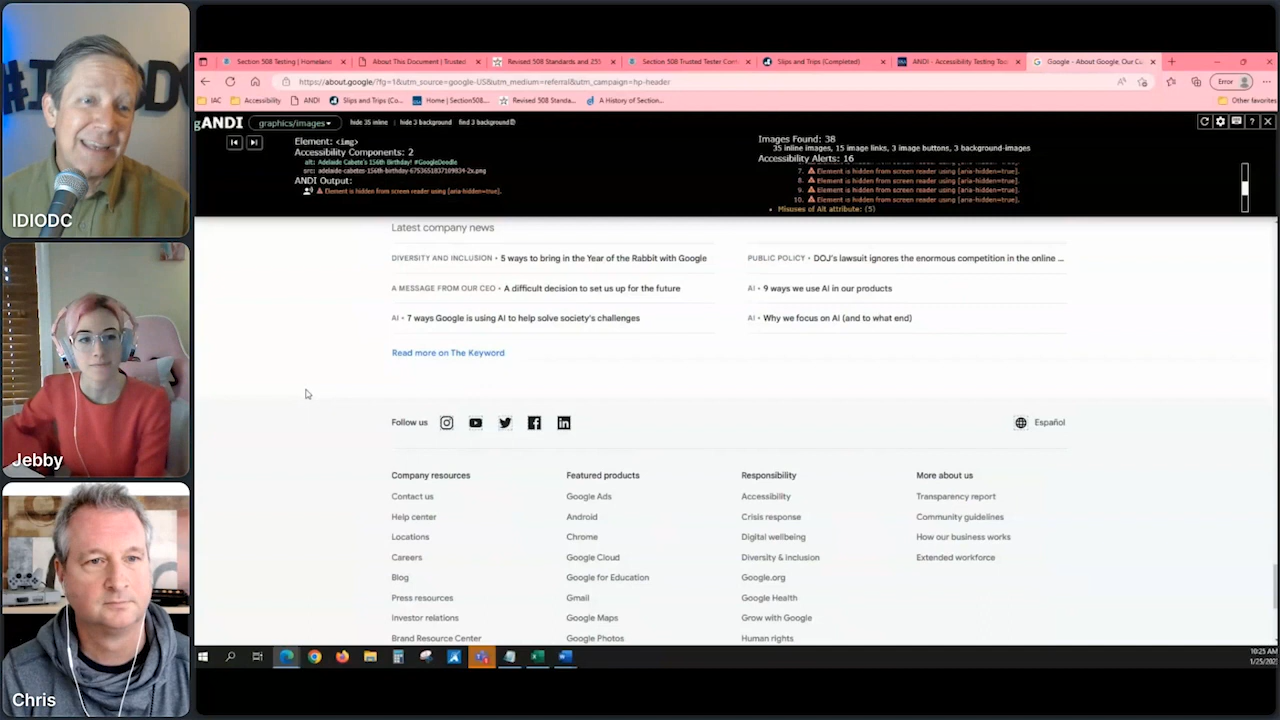 IDIODC
Jebby
Chris
Section 508 Testing | Homeland
About This Document | Trusted
Revised 508 Standards and 255
Section 508 Trusted Tester Con
Slips and Trips (Completed)
ANDI - Accessibility Testing Too
Google - About Google, Our Cu
https://about.google/?fg=1&utm_source=google-US&utm_medium=referral&utm_campaign=hp-header
Error
IAC
Accessibility
ANDI
Slips and Trips (Co...
Home | Section508....
Revised 508 Standa...
A History of Section...
Other favorites
gANDI
graphics/images
hide 35 inline
hide 3 background
find 3 background
Element: <img>
Accessibility Components: 2
alt: Adelaide Cabete's 156th Birthday! #GoogleDoodle
src: adelaide-cabetes-156th-birthday-6753651837109834-2x.png
ANDI Output:
Element is hidden from screen reader using [aria-hidden=true].
Images Found: 38
35 inline images, 15 image links, 3 image buttons, 3 background-images
Accessibility Alerts: 16
7. Element is hidden from screen reader using [aria-hidden=true].
8. Element is hidden from screen reader using [aria-hidden=true].
9. Element is hidden from screen reader using [aria-hidden=true].
10. Element is hidden from screen reader using [aria-hidden=true].
• Misuses of Alt attribute: (5)
Latest company news
DIVERSITY AND INCLUSION • 5 ways to bring in the Year of the Rabbit with Google
PUBLIC POLICY • DOJ's lawsuit ignores the enormous competition in the online ...
A MESSAGE FROM OUR CEO • A difficult decision to set us up for the future
AI • 9 ways we use AI in our products
AI • 7 ways Google is using AI to help solve society's challenges
AI • Why we focus on AI (and to what end)
Read more on The Keyword
Follow us
Español
Company resources
Contact us
Help center
Locations
Careers
Blog
Press resources
Investor relations
Brand Resource Center
Featured products
Google Ads
Android
Chrome
Google Cloud
Google for Education
Gmail
Google Maps
Google Photos
Responsibility
Accessibility
Crisis response
Digital wellbeing
Diversity & inclusion
Google.org
Google Health
Grow with Google
Human rights
More about us
Transparency report
Community guidelines
How our business works
Extended workforce
10:25 AM